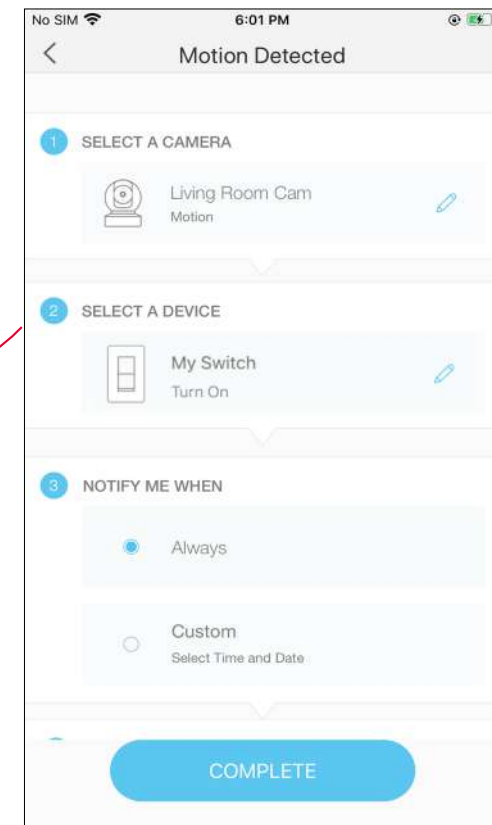 No SIM 6:01 PM
Motion Detected
1 SELECT A CAMERA
Living Room Cam
Motion
2 SELECT A DEVICE
My Switch
Turn On
3 NOTIFY ME WHEN
Always
Custom
Select Time and Date
COMPLETE